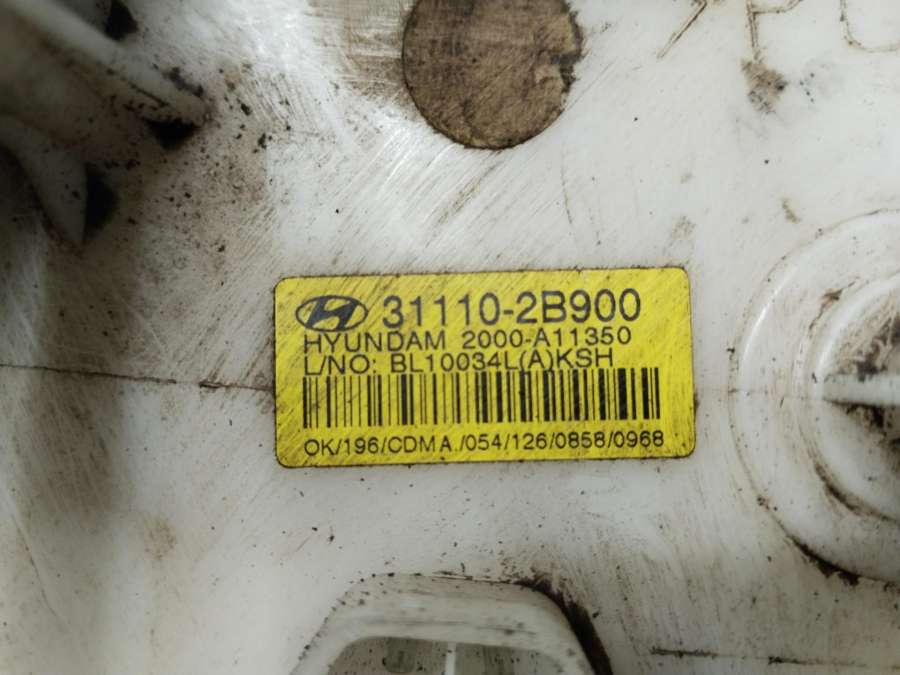 31110-2B900
HYUNDAM 2000-A11350
L/NO: BL10034L(A)KSH
OK/196/CDMA./054/126/0858/0968